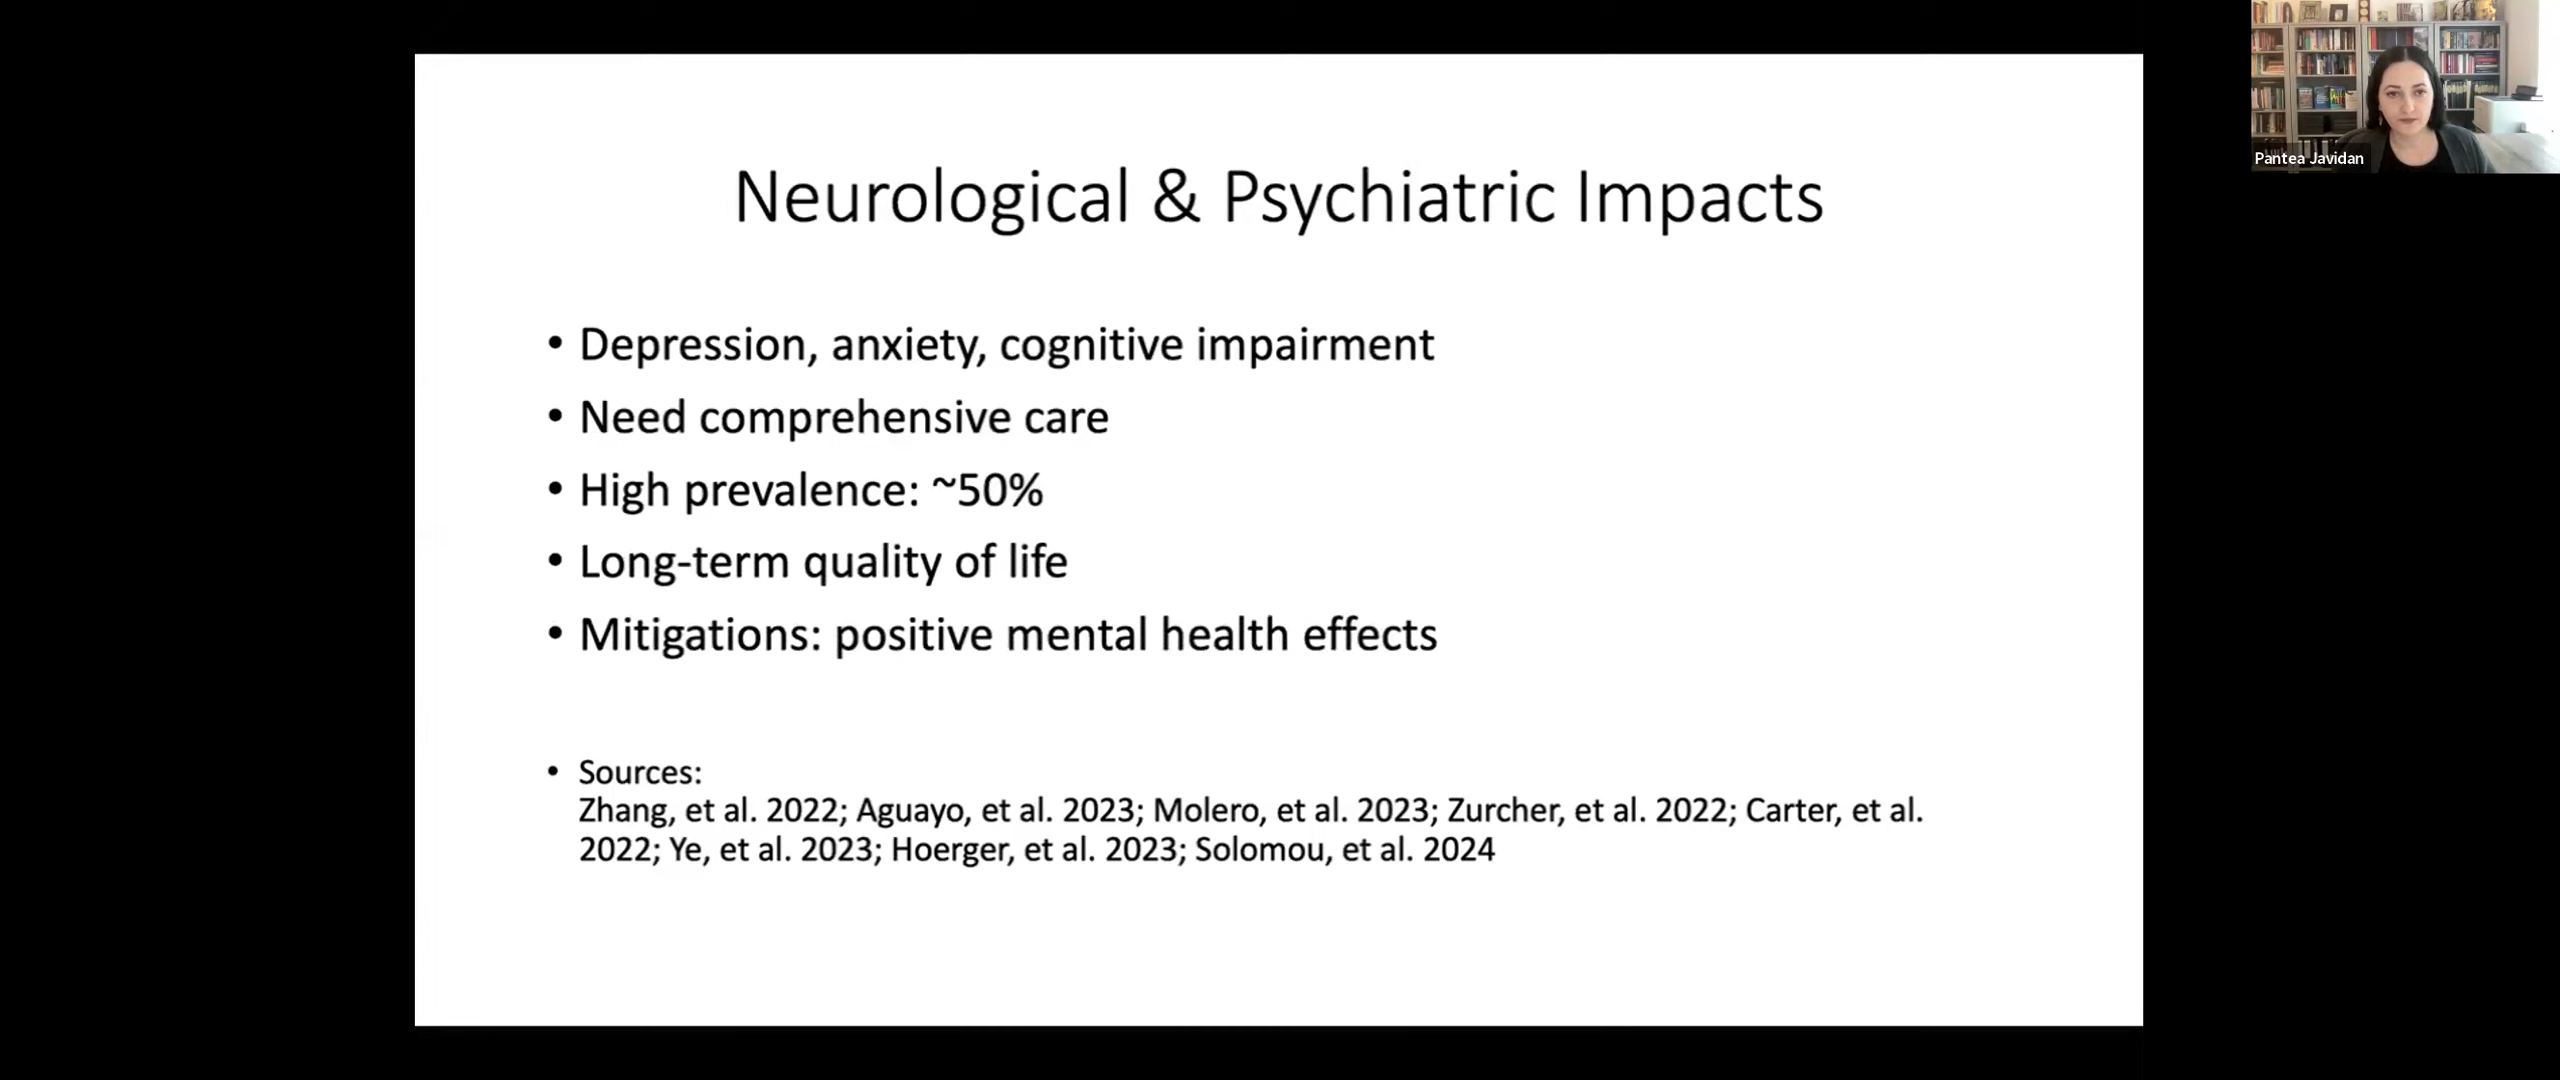 Neurological & Psychiatric Impacts
• Depression, anxiety, cognitive impairment
• Need comprehensive care
• High prevalence: ~50%
• Long-term quality of life
• Mitigations: positive mental health effects
• Sources:
Zhang, et al. 2022; Aguayo, et al. 2023; Molero, et al. 2023; Zurcher, et al. 2022; Carter, et al.
2022; Ye, et al. 2023; Hoerger, et al. 2023; Solomou, et al. 2024
Pantea Javidan